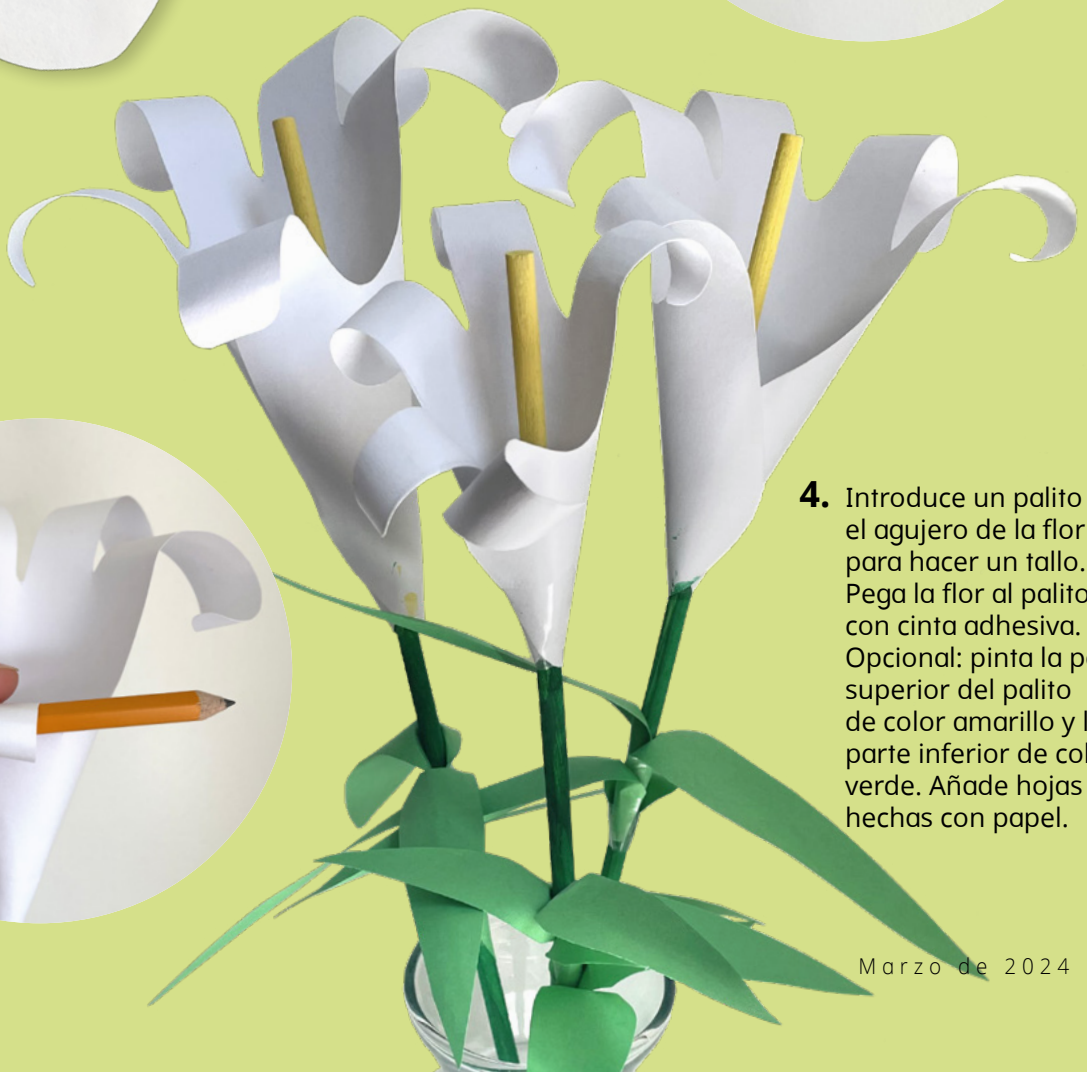 4. Introduce un palito
el agujero de la flor
para hacer un tallo.
Pega la flor al palito
con cinta adhesiva.
Opcional: pinta la
superior del palito
de color amarillo y
parte inferior de
verde. Añade hojas
hechas con papel.
Marzo de 2024